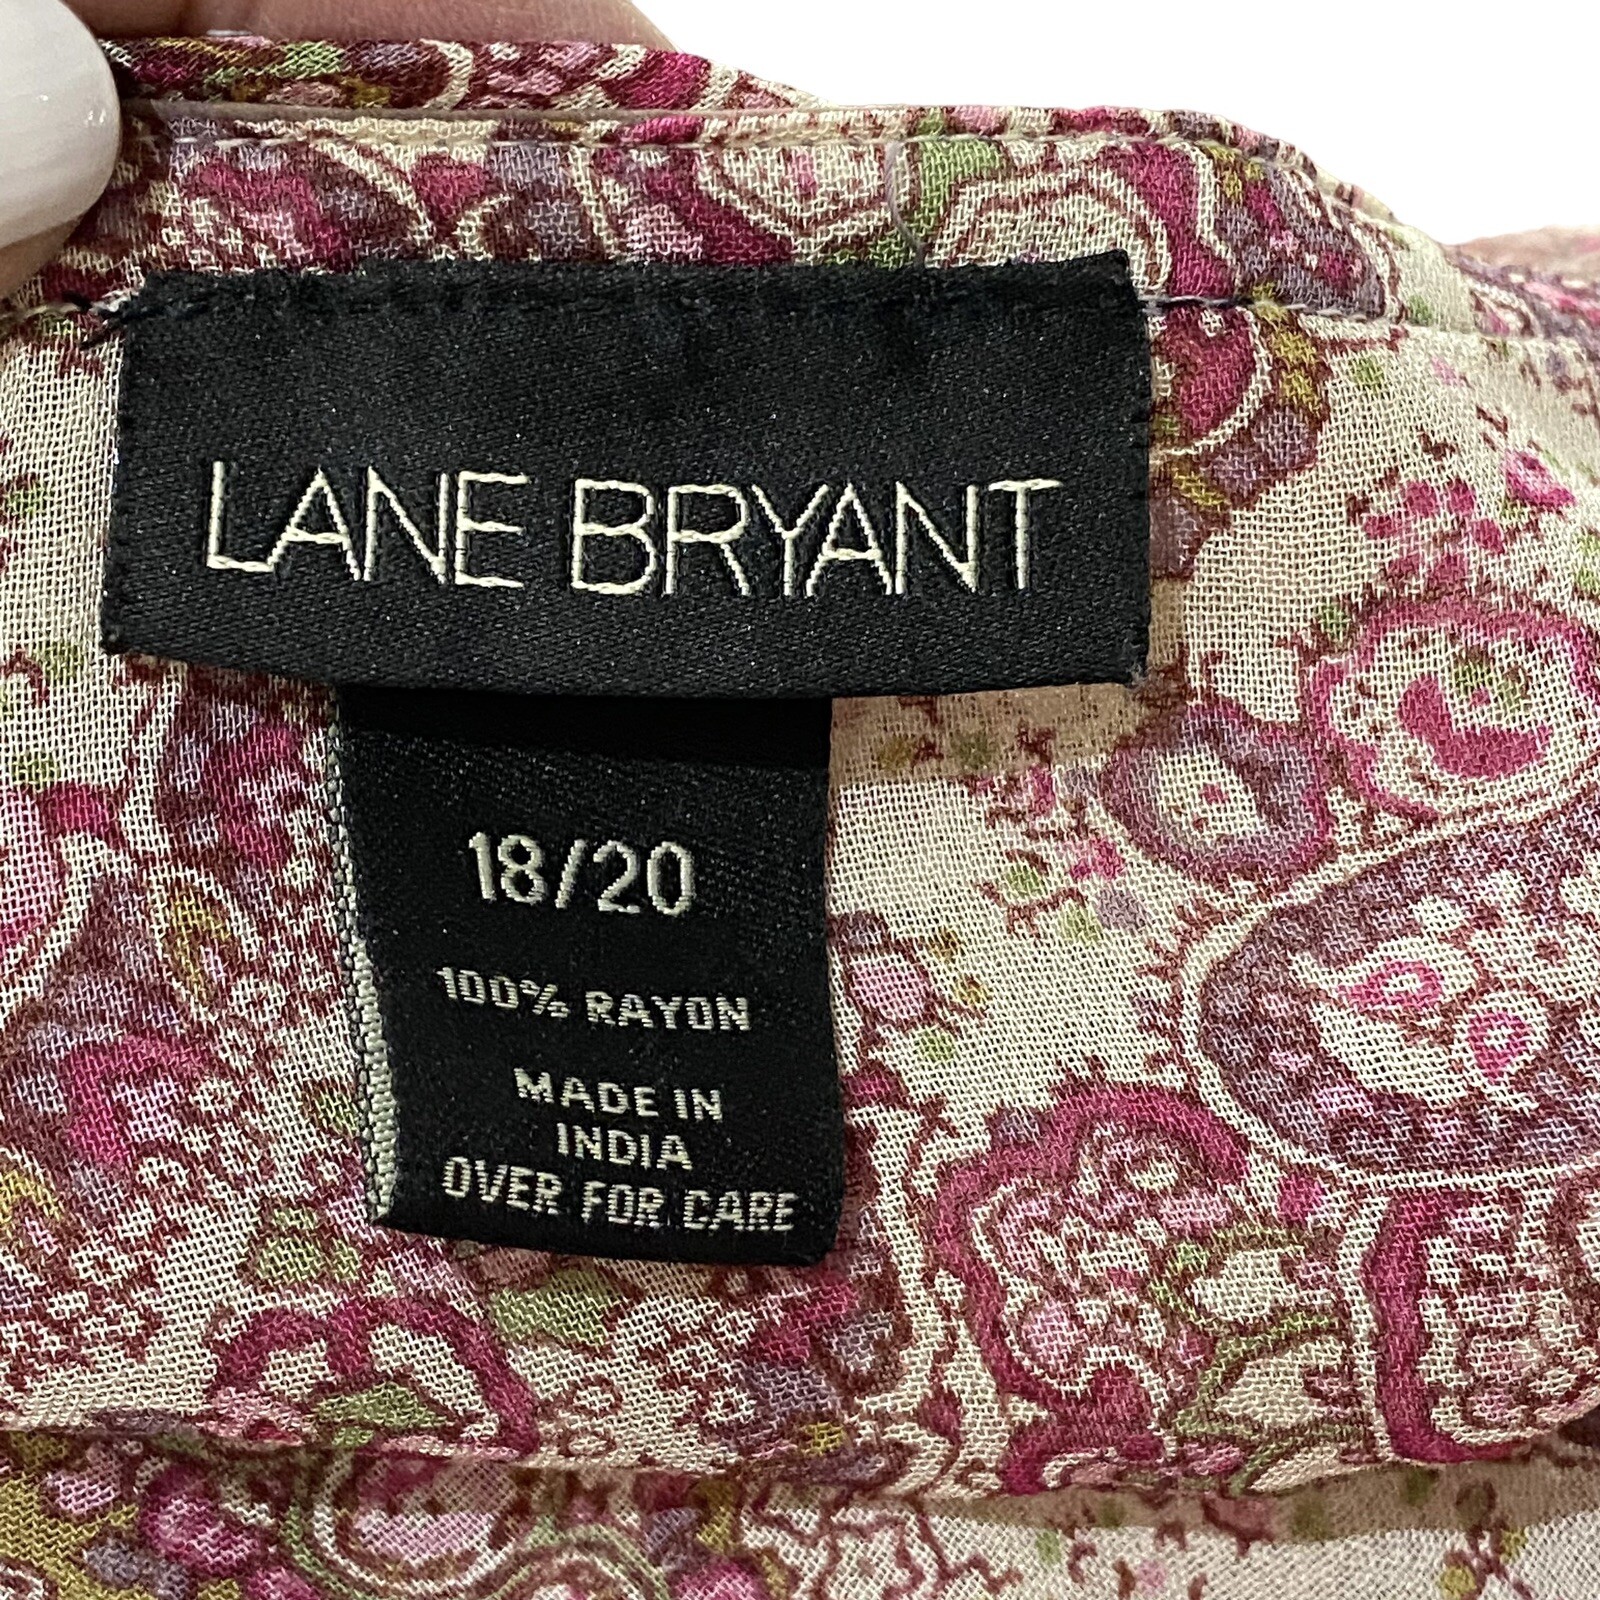 LANE BRYANT
18/20
100% RAYON
MADE IN
INDIA
OVER FOR CARE